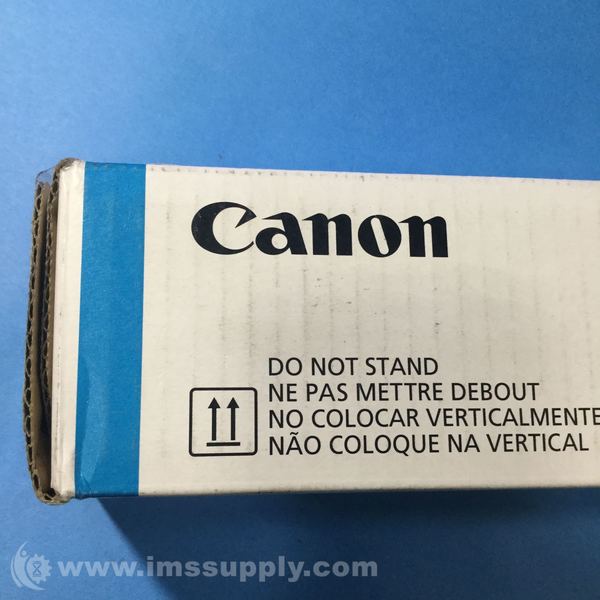 Canon
DO NOT STAND
NE PAS METTRE DEBOUT
NO COLOCAR VERTICALMENTE
NÃO COLOQUE NA VERTICAL
www.imssupply.com